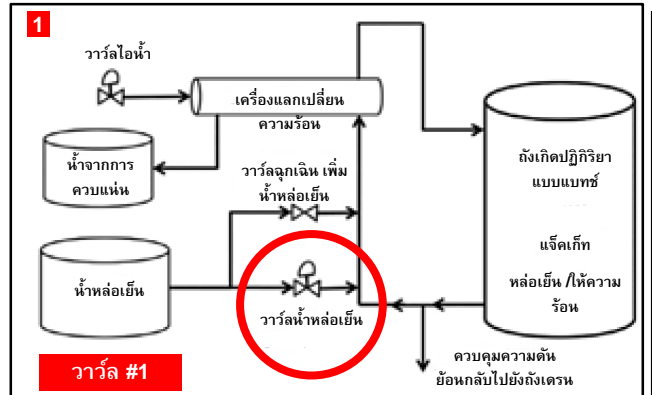 1
วาว์ลไอน้ำ
เครื่องแลกเปลี่ยน
ความร้อน
น้ำจากการ
ควบแน่น
วาว์ลฉุกเฉิน เพิ่ม
น้ำหล่อเย็น
ถังเกิดปฏิกิริยา
แบบแบทช์
แจ็คเก็ท
หล่อเย็น /ให้ความ
ร้อน
น้ำหล่อเย็น
วาว์ลน้ำหล่อเย็น
วาว์ล #1
ควบคุมความดัน
ย้อนกลับไปยังถังเดรน